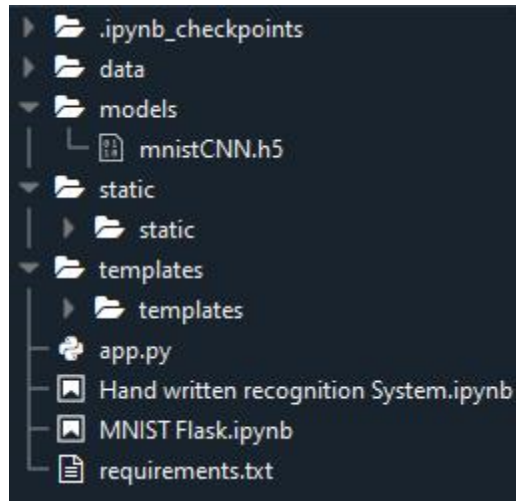 .ipynb_checkpoints
data
models
mnistCNN.h5
static
static
templates
templates
app.py
Hand written recognition System.ipynb
MNIST Flask.ipynb
requirements.txt